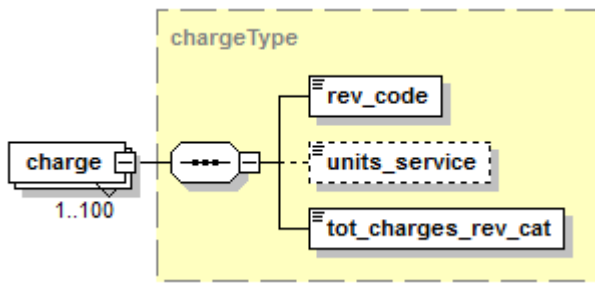 chargeType
rev_code
charge
units_service
1..100
tot_charges_rev_cat